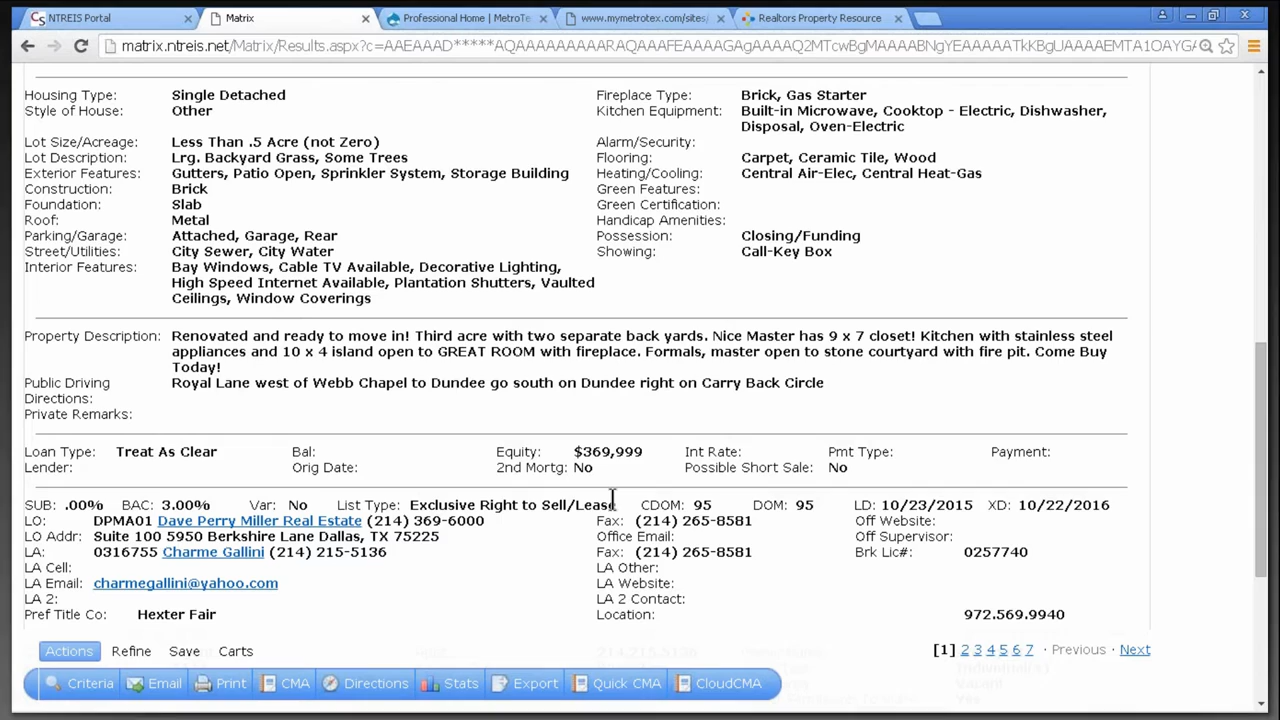 NTREIS Portal × Matrix × Professional Home | MetroTe × www.mymetrotex.com/sites/ × Realtors Property Resource ×
Housing Type: Single Detached Fireplace Type: Brick, Gas Starter
Style of House: Other Kitchen Equipment: Built-in Microwave, Cooktop - Electric, Dishwasher,
Disposal, Oven-Electric
Lot Size/Acreage: Less Than .5 Acre (not Zero) Alarm/Security:
Lot Description: Lrg. Backyard Grass, Some Trees Flooring: Carpet, Ceramic Tile, Wood
Exterior Features: Gutters, Patio Open, Sprinkler System, Storage Building Heating/Cooling: Central Air-Elec, Central Heat-Gas
Construction: Brick Green Features:
Foundation: Slab Green Certification:
Roof: Metal Handicap Amenities:
Parking/Garage: Attached, Garage, Rear Possession: Closing/Funding
Street/Utilities: City Sewer, City Water Showing: Call-Key Box
Interior Features: Bay Windows, Cable TV Available, Decorative Lighting,
High Speed Internet Available, Plantation Shutters, Vaulted
Ceilings, Window Coverings
Property Description: Renovated and ready to move in! Third acre with two separate back yards. Nice Master has 9 x 7 closet! Kitchen with stainless steel
appliances and 10 x 4 island open to GREAT ROOM with fireplace. Formals, master open to stone courtyard with fire pit. Come Buy
Today!
Public Driving Royal Lane west of Webb Chapel to Dundee go south on Dundee right on Carry Back Circle
Directions:
Private Remarks:
Loan Type: Treat As Clear Bal: Equity: $369,999 Int Rate: Pmt Type: Payment:
Lender: Orig Date: 2nd Mortg: No Possible Short Sale: No
SUB: .00% BAC: 3.00% Var: No List Type: Exclusive Right to Sell/Lease CDOM: 95 DOM: 95 LD: 10/23/2015 XD: 10/22/2016
LO: DPMA01 Dave Perry Miller Real Estate (214) 369-6000 Fax: (214) 265-8581 Off Website:
LO Addr: Suite 100 5950 Berkshire Lane Dallas, TX 75225 Office Email: Off Supervisor:
LA: 0316755 Charme Gallini (214) 215-5136 Fax: (214) 265-8581 Brk Lic#: 0257740
LA Cell: LA Other:
LA Email: charmegallini@yahoo.com LA Website:
LA 2: LA 2 Contact:
Pref Title Co: Hexter Fair Location: 972.569.9940
Actions Refine Save Carts [1] 2 3 4 5 6 7 · Previous · Next
Criteria Email Print CMA Directions Stats Export Quick CMA CloudCMA